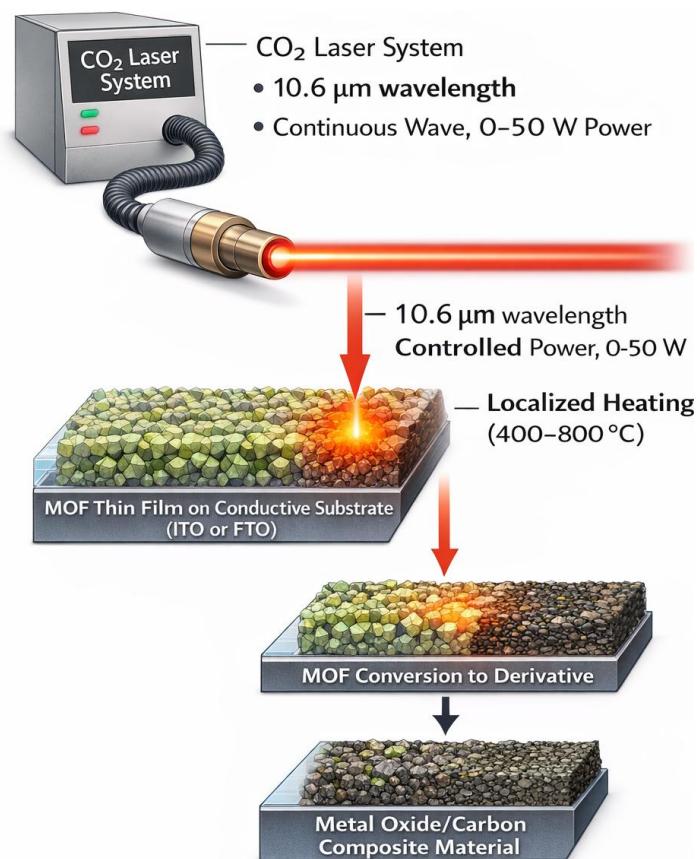 CO₂ Laser
System
CO₂ Laser System
• 10.6 µm wavelength
• Continuous Wave, 0–50 W Power
10.6 µm wavelength
Controlled Power, 0-50 W
Localized Heating
(400–800 °C)
MOF Thin Film on Conductive Substrate
(ITO or FTO)
MOF Conversion to Derivative
Metal Oxide/Carbon
Composite Material